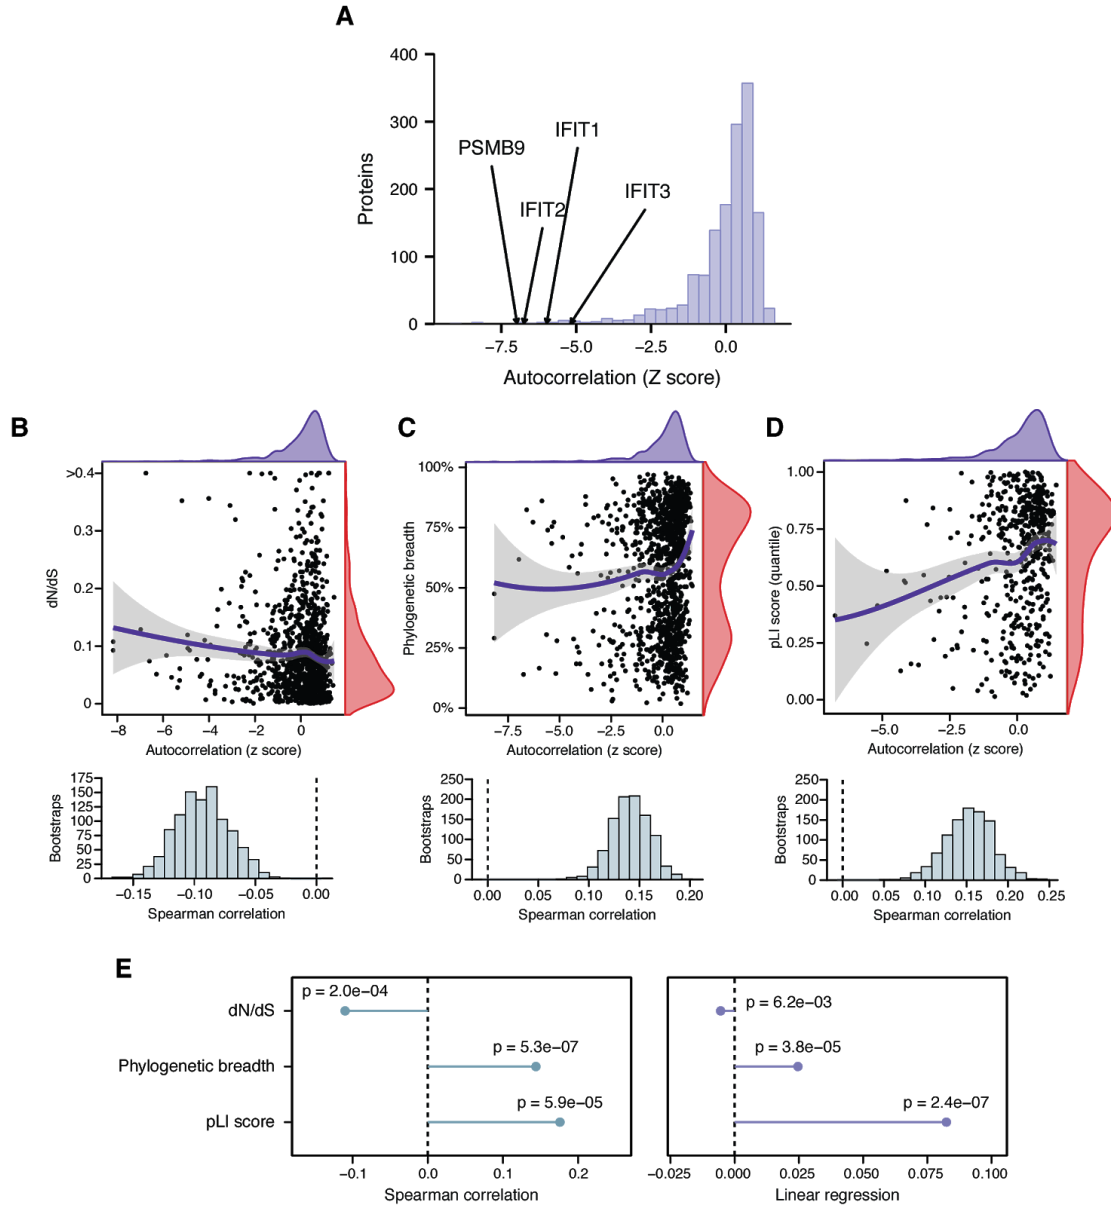 A
400
300
200
100
0
Proteins
PSMB9
IFIT1
IFIT2
IFIT3
−7.5 −5.0 −2.5 0.0
Autocorrelation (Z score)
B
>0.4
0.3
0.2
0.1
0
dN/dS
−8 −6 −4 −2 0
Autocorrelation (z score)
175
150
125
100
75
50
25
0
Bootstraps
−0.15 −0.10 −0.05 0.00
Spearman correlation
C
100%
75%
50%
25%
0%
Phylogenetic breadth
−7.5 −5.0 −2.5 0.0
Autocorrelation (z score)
250
200
150
100
50
0
Bootstraps
0.00 0.05 0.10 0.15 0.20
Spearman correlation
D
1.00
0.75
0.50
0.25
0.00
pLI score (quantile)
−5.0 −2.5 0.0
Autocorrelation (z score)
250
200
150
100
50
0
Bootstraps
0.00 0.05 0.10 0.15 0.20 0.25
Spearman correlation
E
dN/dS
Phylogenetic breadth
pLI score
p = 2.0e−04
p = 5.3e−07
p = 5.9e−05
−0.1 0.0 0.1 0.2
Spearman correlation
p = 6.2e−03
p = 3.8e−05
p = 2.4e−07
−0.025 0.000 0.025 0.050 0.075 0.100
Linear regression